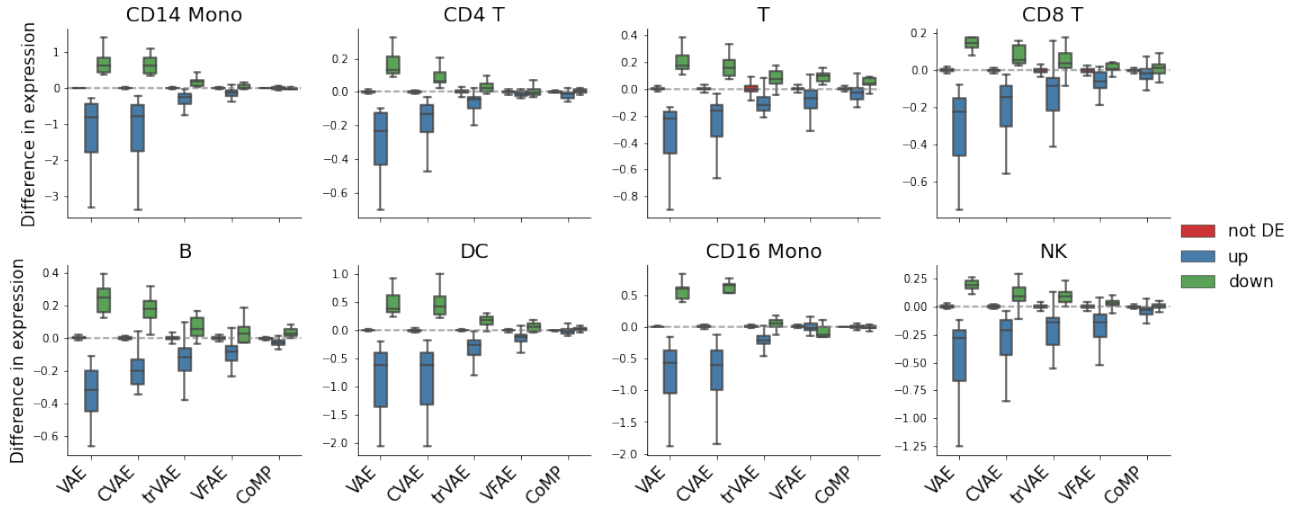 CD14 Mono
CD4 T
T
CD8 T
Difference in expression
1
0
−1
−2
−3
0.2
0.0
−0.2
−0.4
−0.6
0.4
0.2
0.0
−0.2
−0.4
−0.6
−0.8
0.2
0.0
−0.2
−0.4
−0.6
not DE
up
down
B
DC
CD16 Mono
NK
Difference in expression
0.4
0.2
0.0
−0.2
−0.4
−0.6
1.0
0.5
0.0
−0.5
−1.0
−1.5
−2.0
0.5
0.0
−0.5
−1.0
−1.5
−2.0
0.25
0.00
−0.25
−0.50
−0.75
−1.00
−1.25
VAE
CVAE
trVAE
VFAE
CoMP
VAE
CVAE
trVAE
VFAE
CoMP
VAE
CVAE
trVAE
VFAE
CoMP
VAE
CVAE
trVAE
VFAE
CoMP